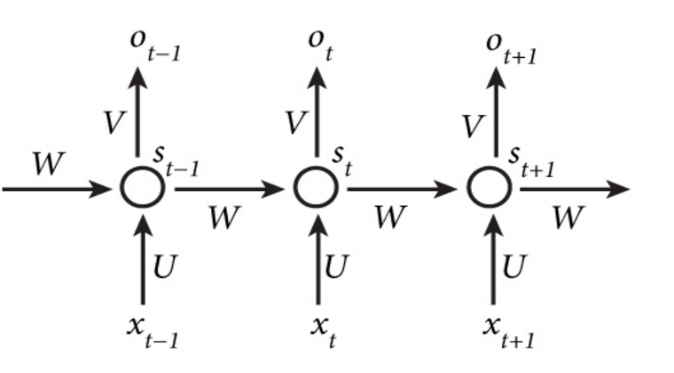 o_{t-1} o_t o_{t+1}
V V V
W s_{t-1} s_t s_{t+1}
W W W
U U U
x_{t-1} x_t x_{t+1}